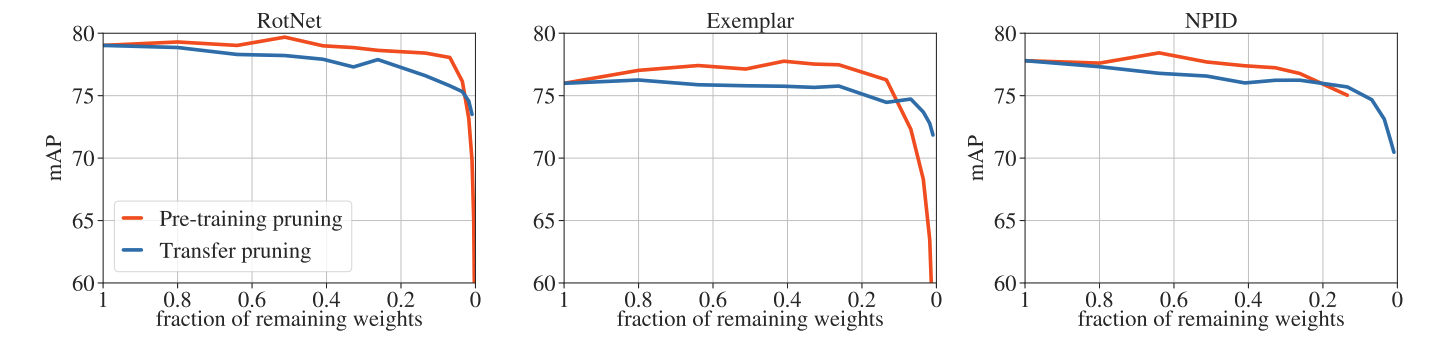 RotNet
Exemplar
NPID
80
75
70
65
60
mAP
Pre-training pruning
Transfer pruning
1 0.8 0.6 0.4 0.2 0
fraction of remaining weights
80
75
70
65
60
1 0.8 0.6 0.4 0.2 0
fraction of remaining weights
80
75
70
65
60
mAP
1 0.8 0.6 0.4 0.2 0
fraction of remaining weights